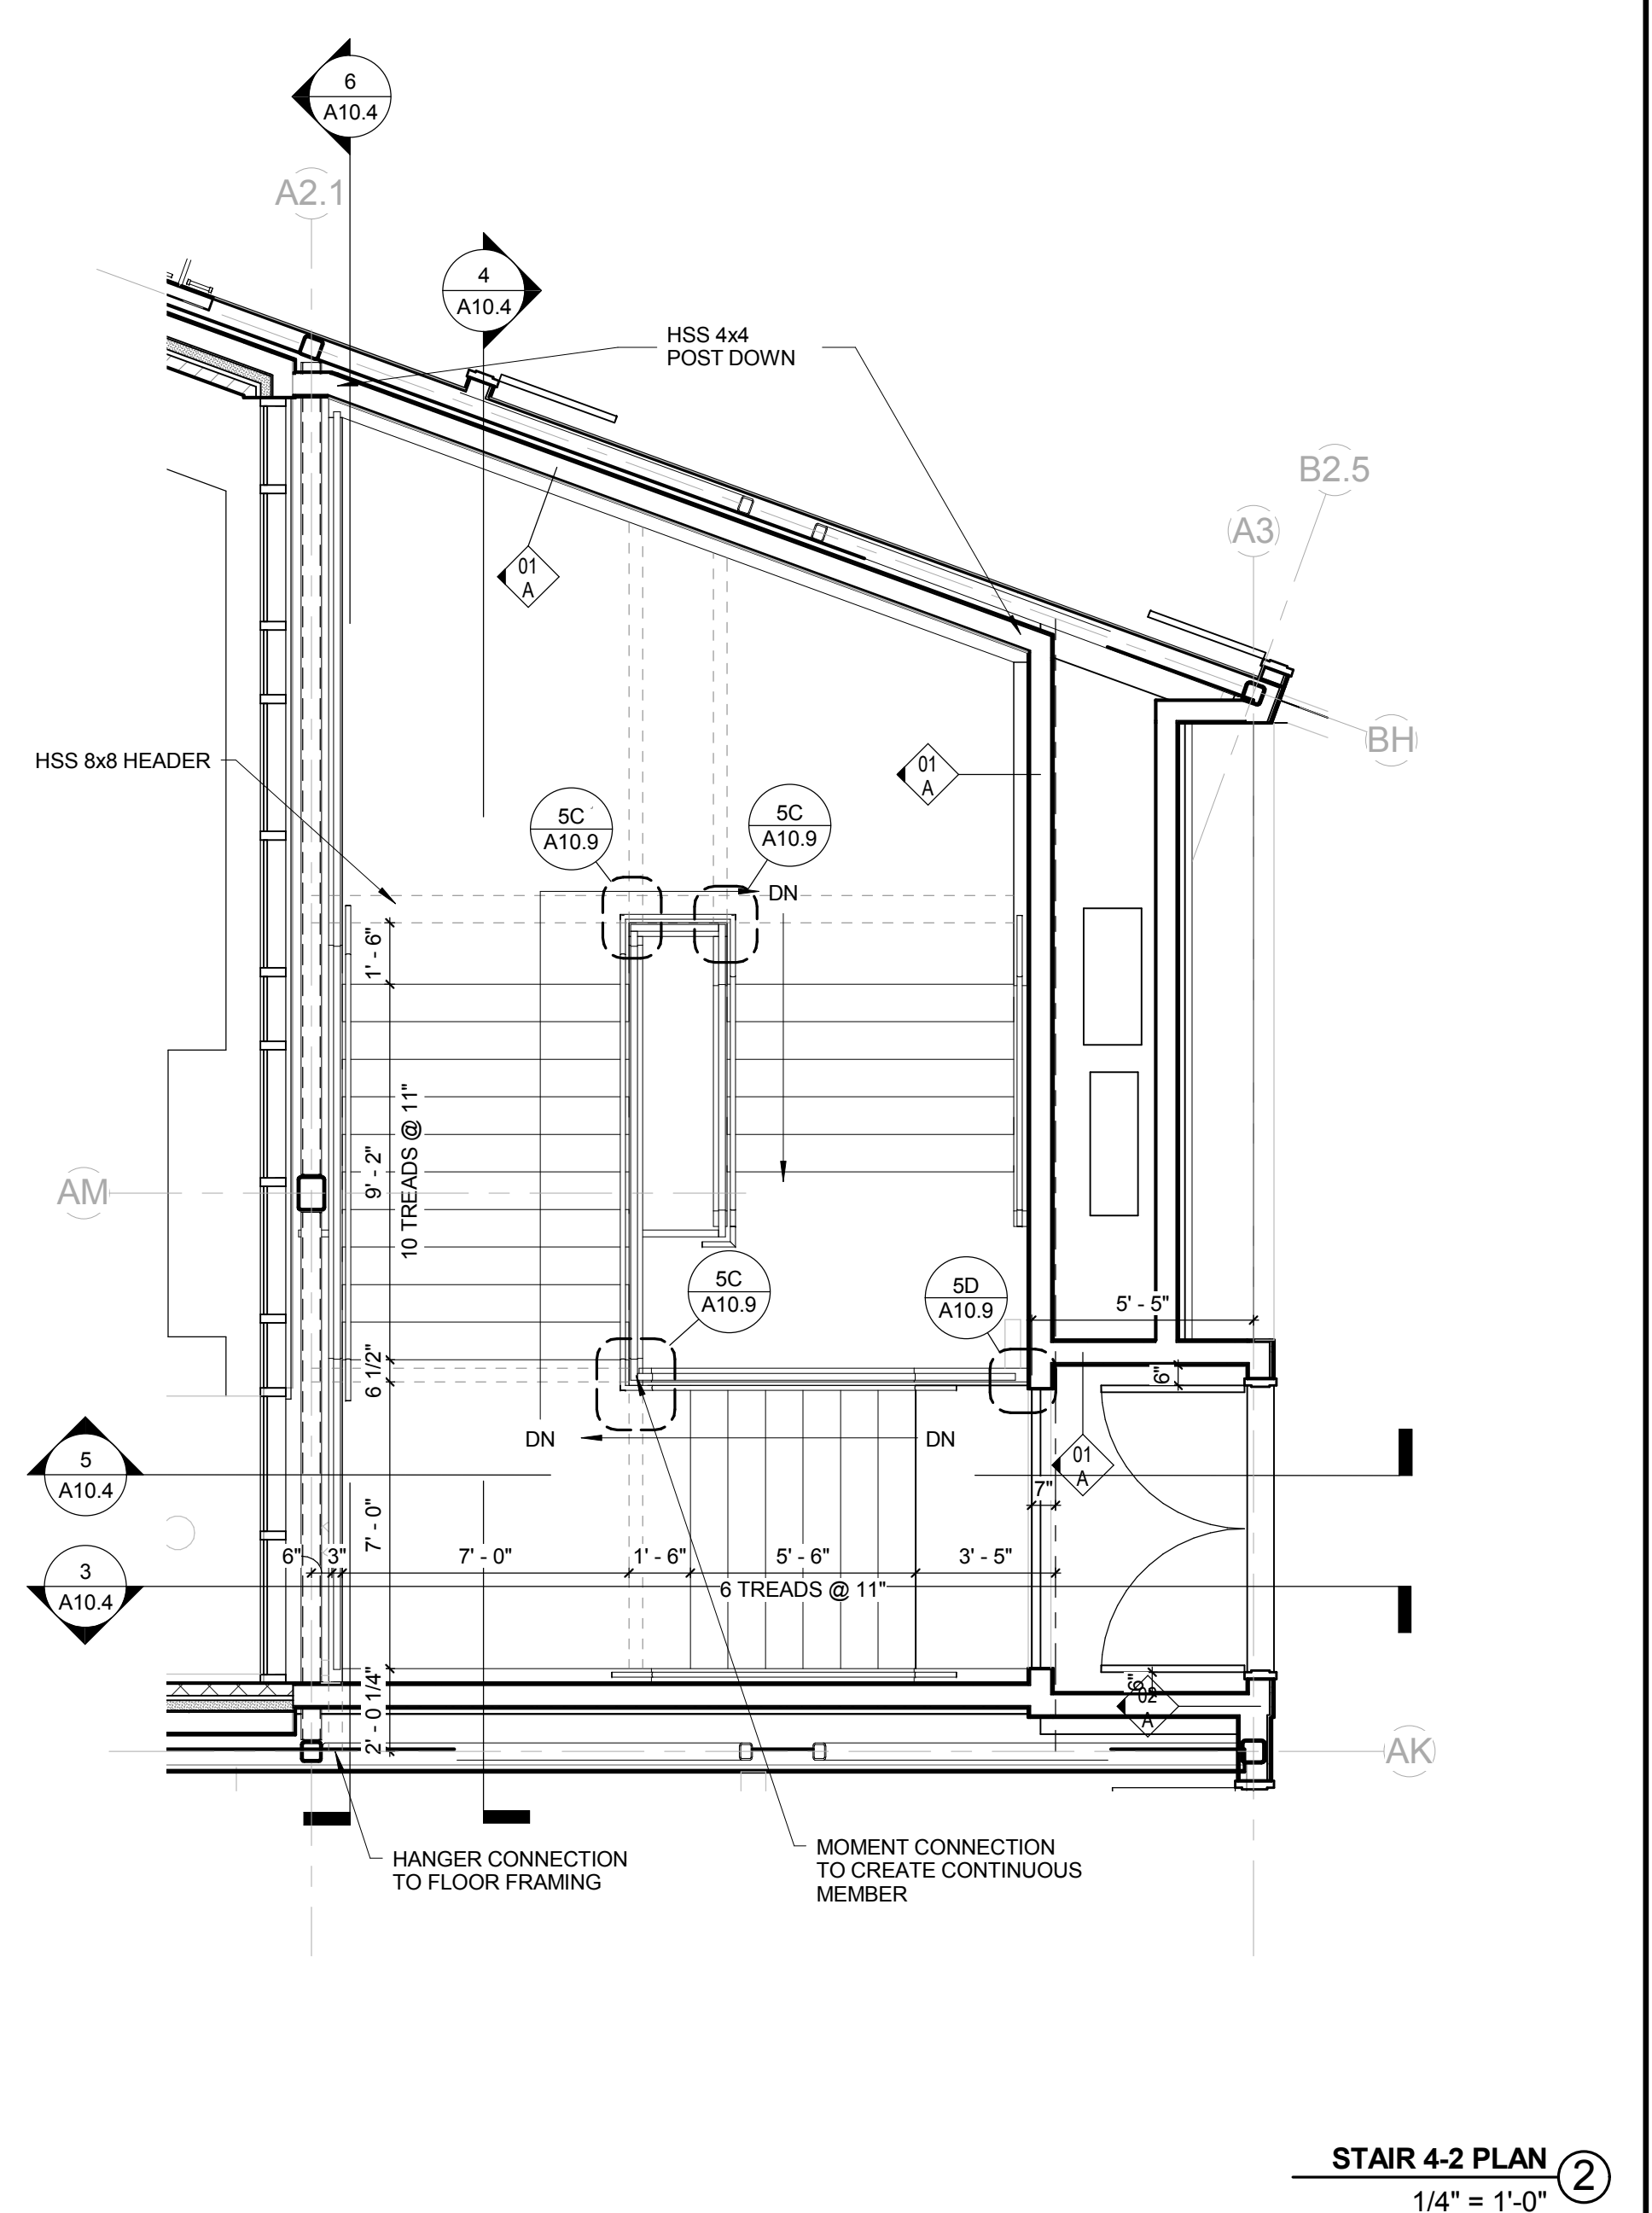 6
A10.4
A2.1
4
A10.4
HSS 4x4
POST DOWN
B2.5
A3
01
A
BH
HSS 8x8 HEADER
01
A
5C
A10.9
5C
A10.9
DN
1' - 6"
10 TREADS @ 11"
9' - 2"
AM
5C
A10.9
5D
A10.9
5' - 5"
6 1/2"
6"
DN
DN
01
A
5
A10.4
7"
7' - 0"
6"
3"
7' - 0"
1' - 6"
5' - 6"
3' - 5"
3
A10.4
6 TREADS @ 11"
6"
02
A
2' - 0 1/4"
AK
HANGER CONNECTION
TO FLOOR FRAMING
MOMENT CONNECTION
TO CREATE CONTINUOUS
MEMBER
STAIR 4-2 PLAN
2
1/4" = 1'-0"